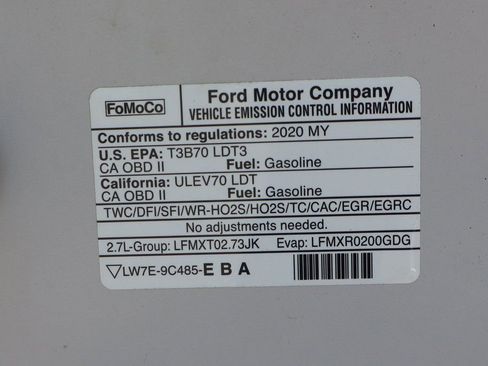 FoMoCo
Ford Motor Company
VEHICLE EMISSION CONTROL INFORMATION
Conforms to regulations: 2020 MY
U.S. EPA: T3B70 LDT3
CA OBD II Fuel: Gasoline
California: ULEV70 LDT
CA OBD II Fuel: Gasoline
TWC/DFI/SFI/WR-HO2S/HO2S/TC/CAC/EGR/EGRC
No adjustments needed.
2.7L-Group: LFMXT02.73JK Evap: LFMXR0200GDG
LW7E-9C485-E B A